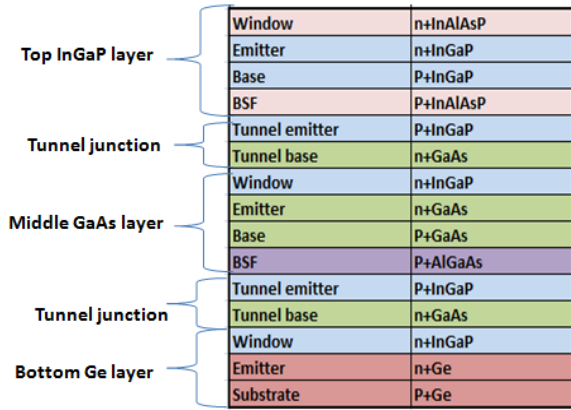 Top InGaP layer
Window n+InAlAsP
Emitter n+InGaP
Base P+InGaP
BSF P+InAlAsP
Tunnel junction
Tunnel emitter P+InGaP
Tunnel base n+GaAs
Middle GaAs layer
Window n+InGaP
Emitter n+GaAs
Base P+GaAs
BSF P+AlGaAs
Tunnel junction
Tunnel emitter P+InGaP
Tunnel base n+GaAs
Bottom Ge layer
Window n+InGaP
Emitter n+Ge
Substrate P+Ge